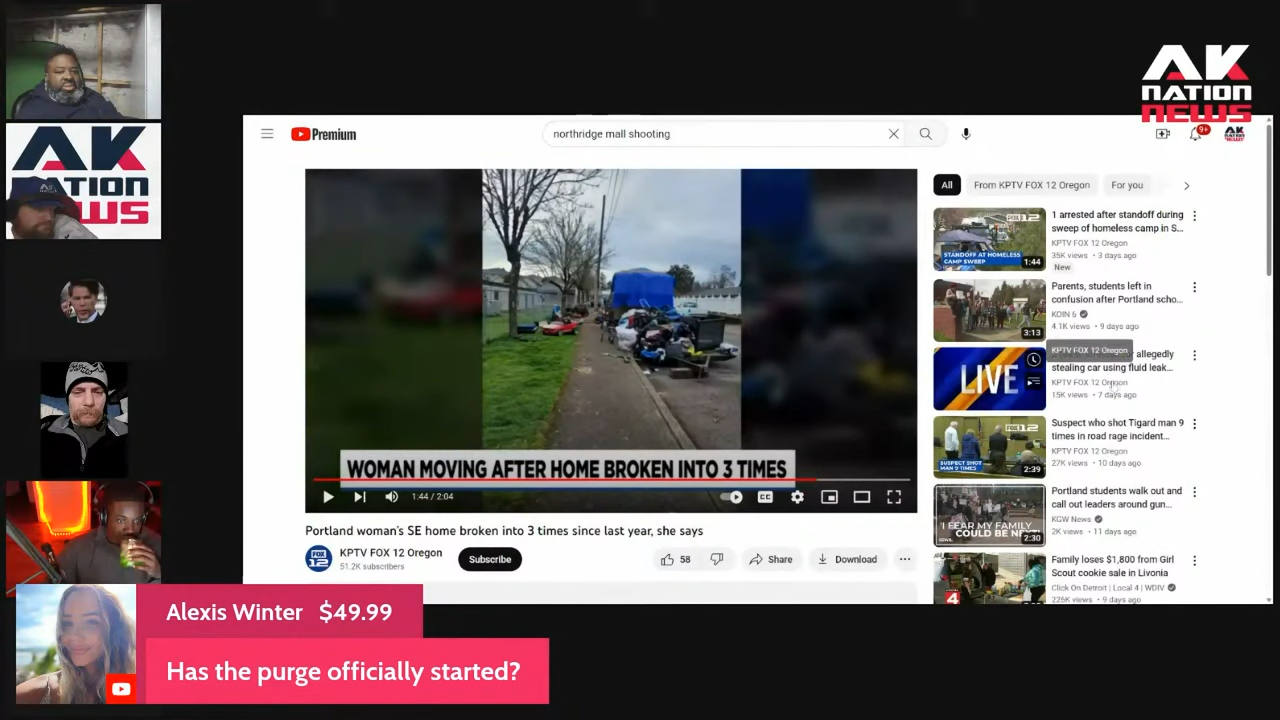 AK
NATION
NEWS
AK
NATION
NEWS
Premium
northridge mall shooting
9+
WOMAN MOVING AFTER HOME BROKEN INTO 3 TIMES
1:44 / 2:04
CC
Portland woman's SE home broken into 3 times since last year, she says
FOX 12
KPTV FOX 12 Oregon
51.2K subscribers
Subscribe
58
Share
Download
All
From KPTV FOX 12 Oregon
For you
STANDOFF AT HOMELESS
CAMP SWEEP
1:44
1 arrested after standoff during
sweep of homeless camp in S...
KPTV FOX 12 Oregon
35K views • 3 days ago
New
3:13
Parents, students left in
confusion after Portland scho...
KOIN 6
4.1K views • 9 days ago
KPTV FOX 12 Oregon
LIVE
allegedly
stealing car using fluid leak...
KPTV FOX 12 Oregon
15K views • 7 days ago
FOX 12
SUSPECT SHOT
MAN 9 TIMES
2:39
Suspect who shot Tigard man 9
times in road rage incident...
KPTV FOX 12 Oregon
27K views • 10 days ago
"I FEAR MY FAMILY
COULD BE
2:30
Portland students walk out and
call out leaders around gun...
KGW News
2K views • 11 days ago
4
Family loses $1,800 from Girl
Scout cookie sale in Livonia
Click On Detroit | Local 4 | WDIV
226K views • 9 days ago
Alexis Winter $49.99
Has the purge officially started?